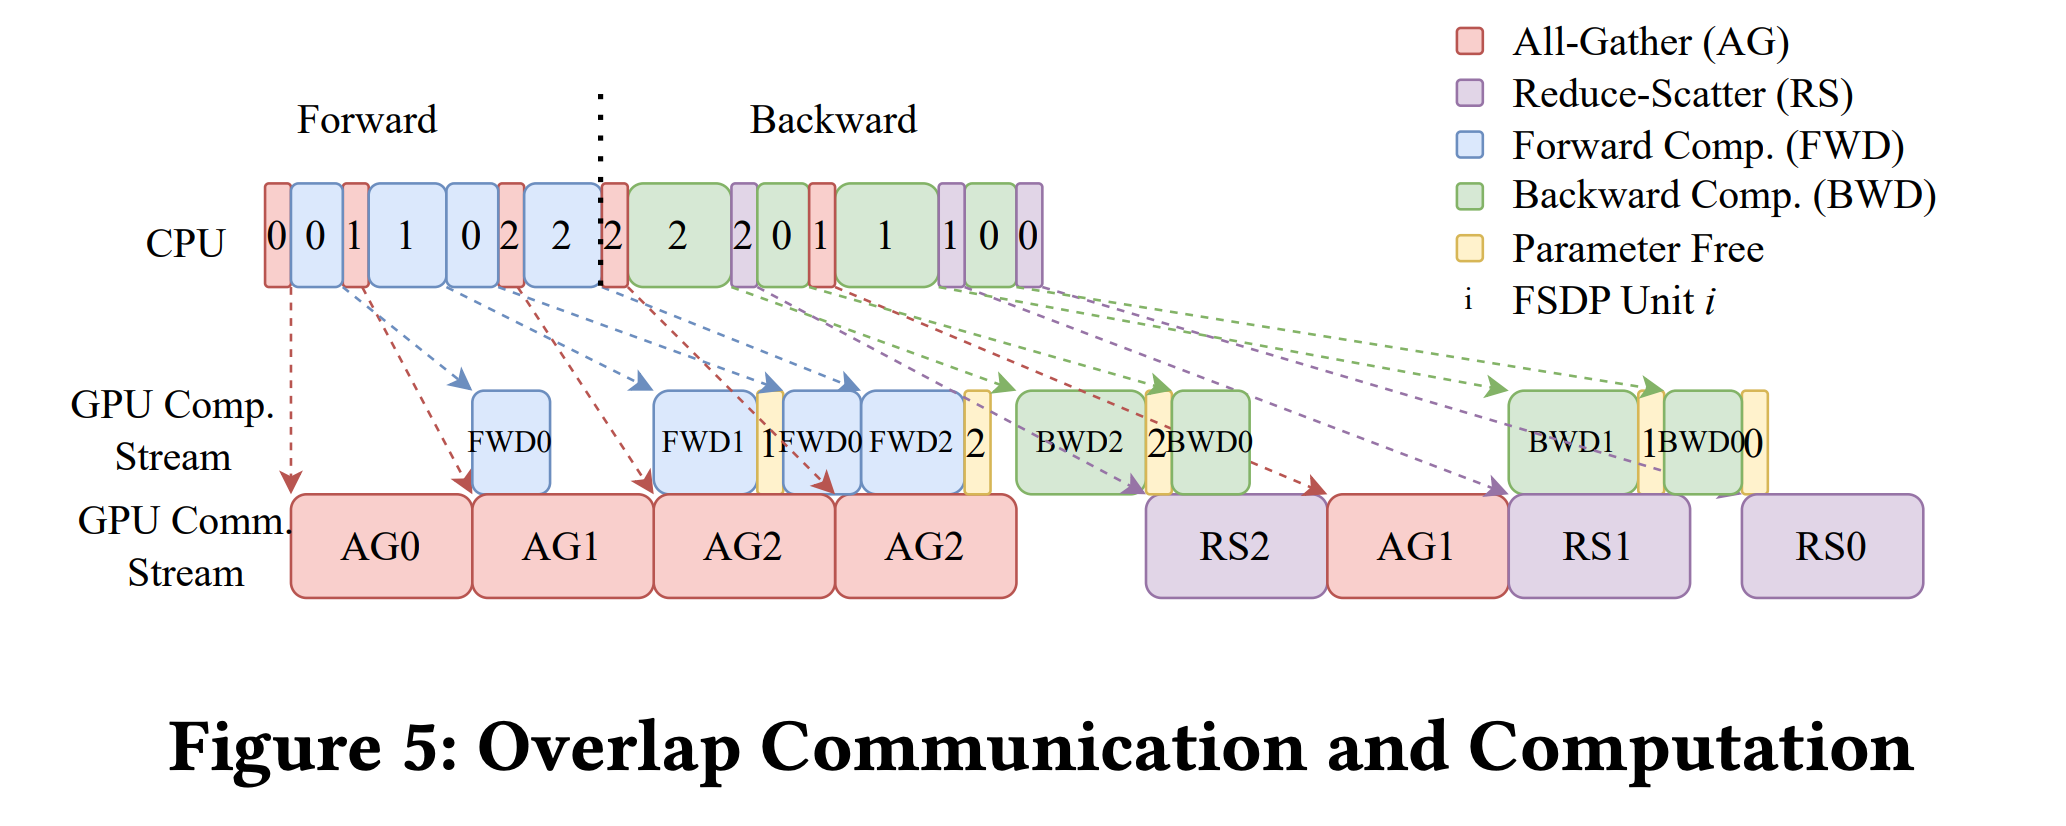 All-Gather (AG)
Reduce-Scatter (RS)
Forward Comp. (FWD)
Backward Comp. (BWD)
Parameter Free
i FSDP Unit i
Forward Backward
CPU 0 0 1 1 0 2 2 2 2 2 0 1 1 1 0 0
GPU Comp.
Stream
FWD0 FWD1 1 FWD0 FWD2 2 BWD2 2 BWD0 BWD1 1 BWD0 0
GPU Comm.
Stream
AG0 AG1 AG2 AG2 RS2 AG1 RS1 RS0
Figure 5: Overlap Communication and Computation